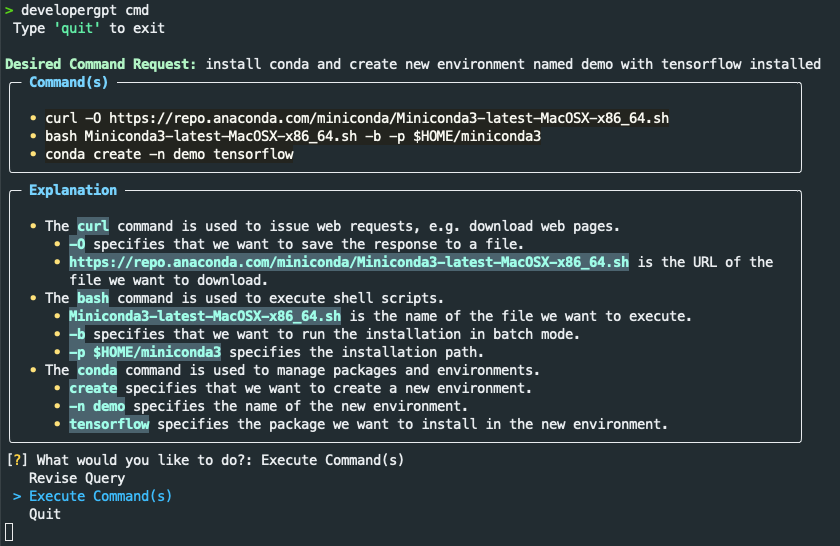 > developergpt cmd
Type 'quit' to exit
Desired Command Request: install conda and create new environment named demo with tensorflow installed
Command(s)
• curl -O https://repo.anaconda.com/miniconda/Miniconda3-latest-MacOSX-x86_64.sh
• bash Miniconda3-latest-MacOSX-x86_64.sh -b -p $HOME/miniconda3
• conda create -n demo tensorflow
Explanation
• The curl command is used to issue web requests, e.g. download web pages.
• -O specifies that we want to save the response to a file.
• https://repo.anaconda.com/miniconda/Miniconda3-latest-MacOSX-x86_64.sh is the URL of the
file we want to download.
• The bash command is used to execute shell scripts.
• Miniconda3-latest-MacOSX-x86_64.sh is the name of the file we want to execute.
• -b specifies that we want to run the installation in batch mode.
• -p $HOME/miniconda3 specifies the installation path.
• The conda command is used to manage packages and environments.
• create specifies that we want to create a new environment.
• -n demo specifies the name of the new environment.
• tensorflow specifies the package we want to install in the new environment.
[?] What would you like to do?: Execute Command(s)
Revise Query
> Execute Command(s)
Quit